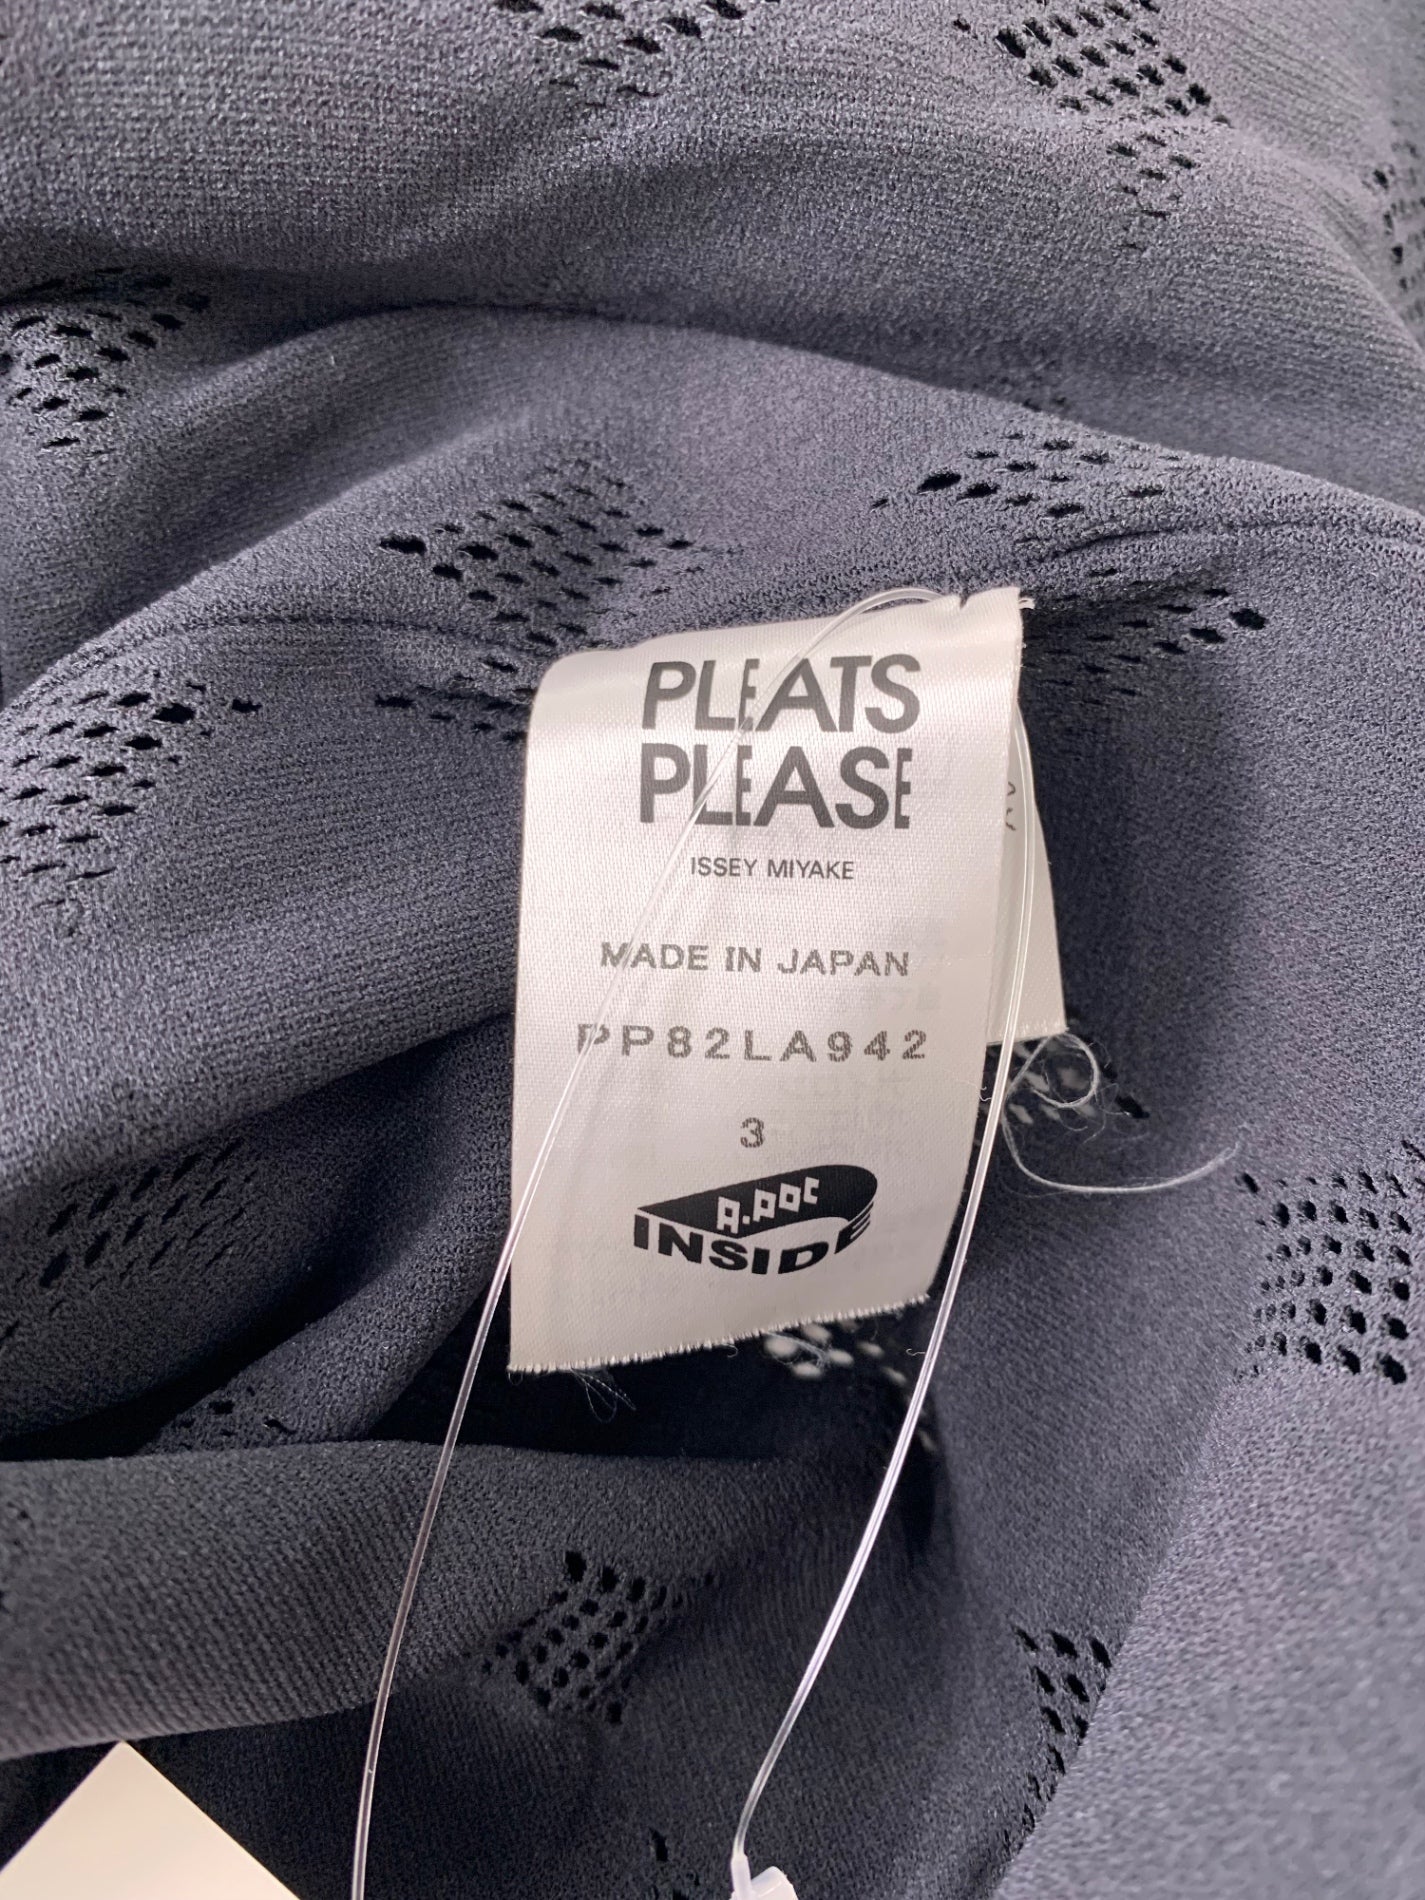 PLEATS
PLEASE
ISSEY MIYAKE
MADE IN JAPAN
PP82LA942
3
A.POC
INSIDE